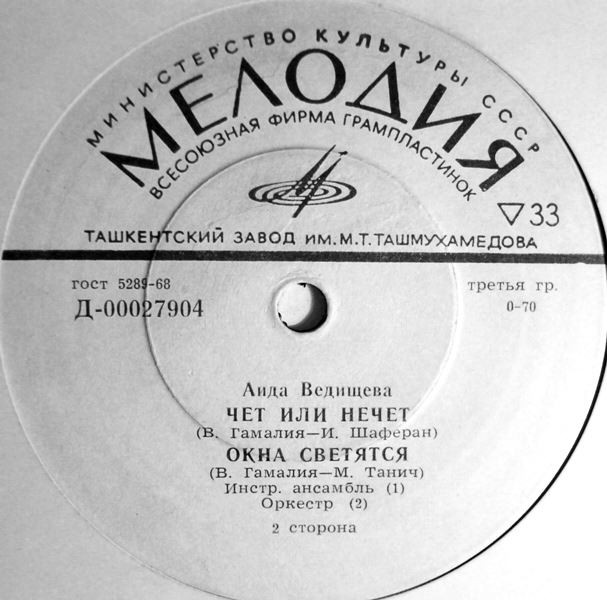 МИНИСТЕРСТВО КУЛЬТУРЫ СССР
МЕЛОДИЯ
ВСЕСОЮЗНАЯ ФИРМА ГРАМПЛАСТИНОК
33
ТАШКЕНТСКИЙ ЗАВОД ИМ. М. Т. ТАШМУХАМЕДОВА
гост 5289-68
третья гр.
Д-00027904
0-70
Аида Ведищева
ЧЕТ ИЛИ НЕЧЕТ
(В. Гамалия—И. Шаферан)
ОКНА СВЕТЯТСЯ
(В. Гамалия—М. Танич)
Инстр. ансамбль (1)
Оркестр (2)
2 сторона